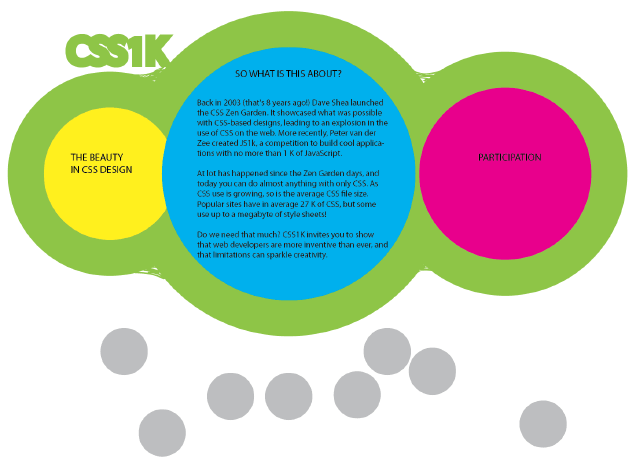 CSS1K
SO WHAT IS THIS ABOUT?
Back in 2003 (that's 8 years ago!) Dave Shea launched
the CSS Zen Garden. It showcased what was possible
with CSS-based designs, leading to an explosion in the
use of CSS on the web. More recently, Peter van der
Zee created JS1k, a competition to build cool applica-
tions with no more than 1 K of JavaScript.
At lot has happened since the Zen Garden days, and
today you can do almost anything with only CSS. As
CSS use is growing, so is the average CSS file size.
Popular sites have in average 27 K of CSS, but some
use up to a megabyte of style sheets!
Do we need that much? CSS1K invites you to show
that web developers are more inventive than ever, and
that limitations can sparkle creativity.
THE BEAUTY
IN CSS DESIGN
PARTICIPATION